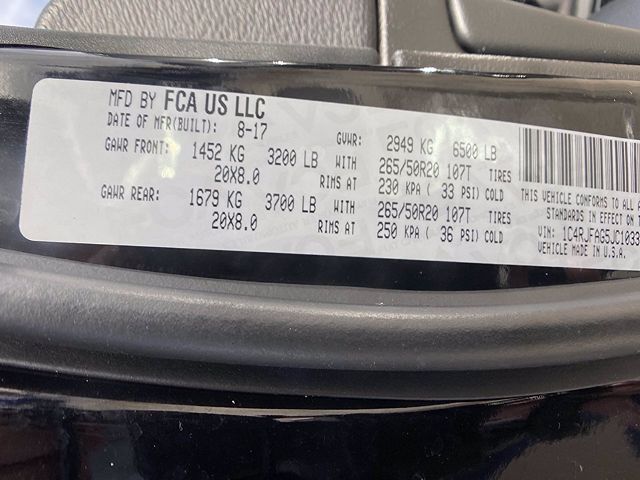 MFD BY FCA US LLC
DATE OF MFR(BUILT): 8-17 GVWR: 2949 KG 6500 LB
GAWR FRONT: 1452 KG 3200 LB WITH 265/50R20 107T TIRES
20X8.0 RIMS AT 230 KPA ( 33 PSI) COLD
GAWR REAR: 1679 KG 3700 LB WITH 265/50R20 107T TIRES
20X8.0 RIMS AT 250 KPA ( 36 PSI) COLD
THIS VEHICLE CONFORMS TO ALL A
STANDARDS IN EFFE
VIN: 1C4RJFAG5JC1033
VEHICLE MADE IN U.S.A.